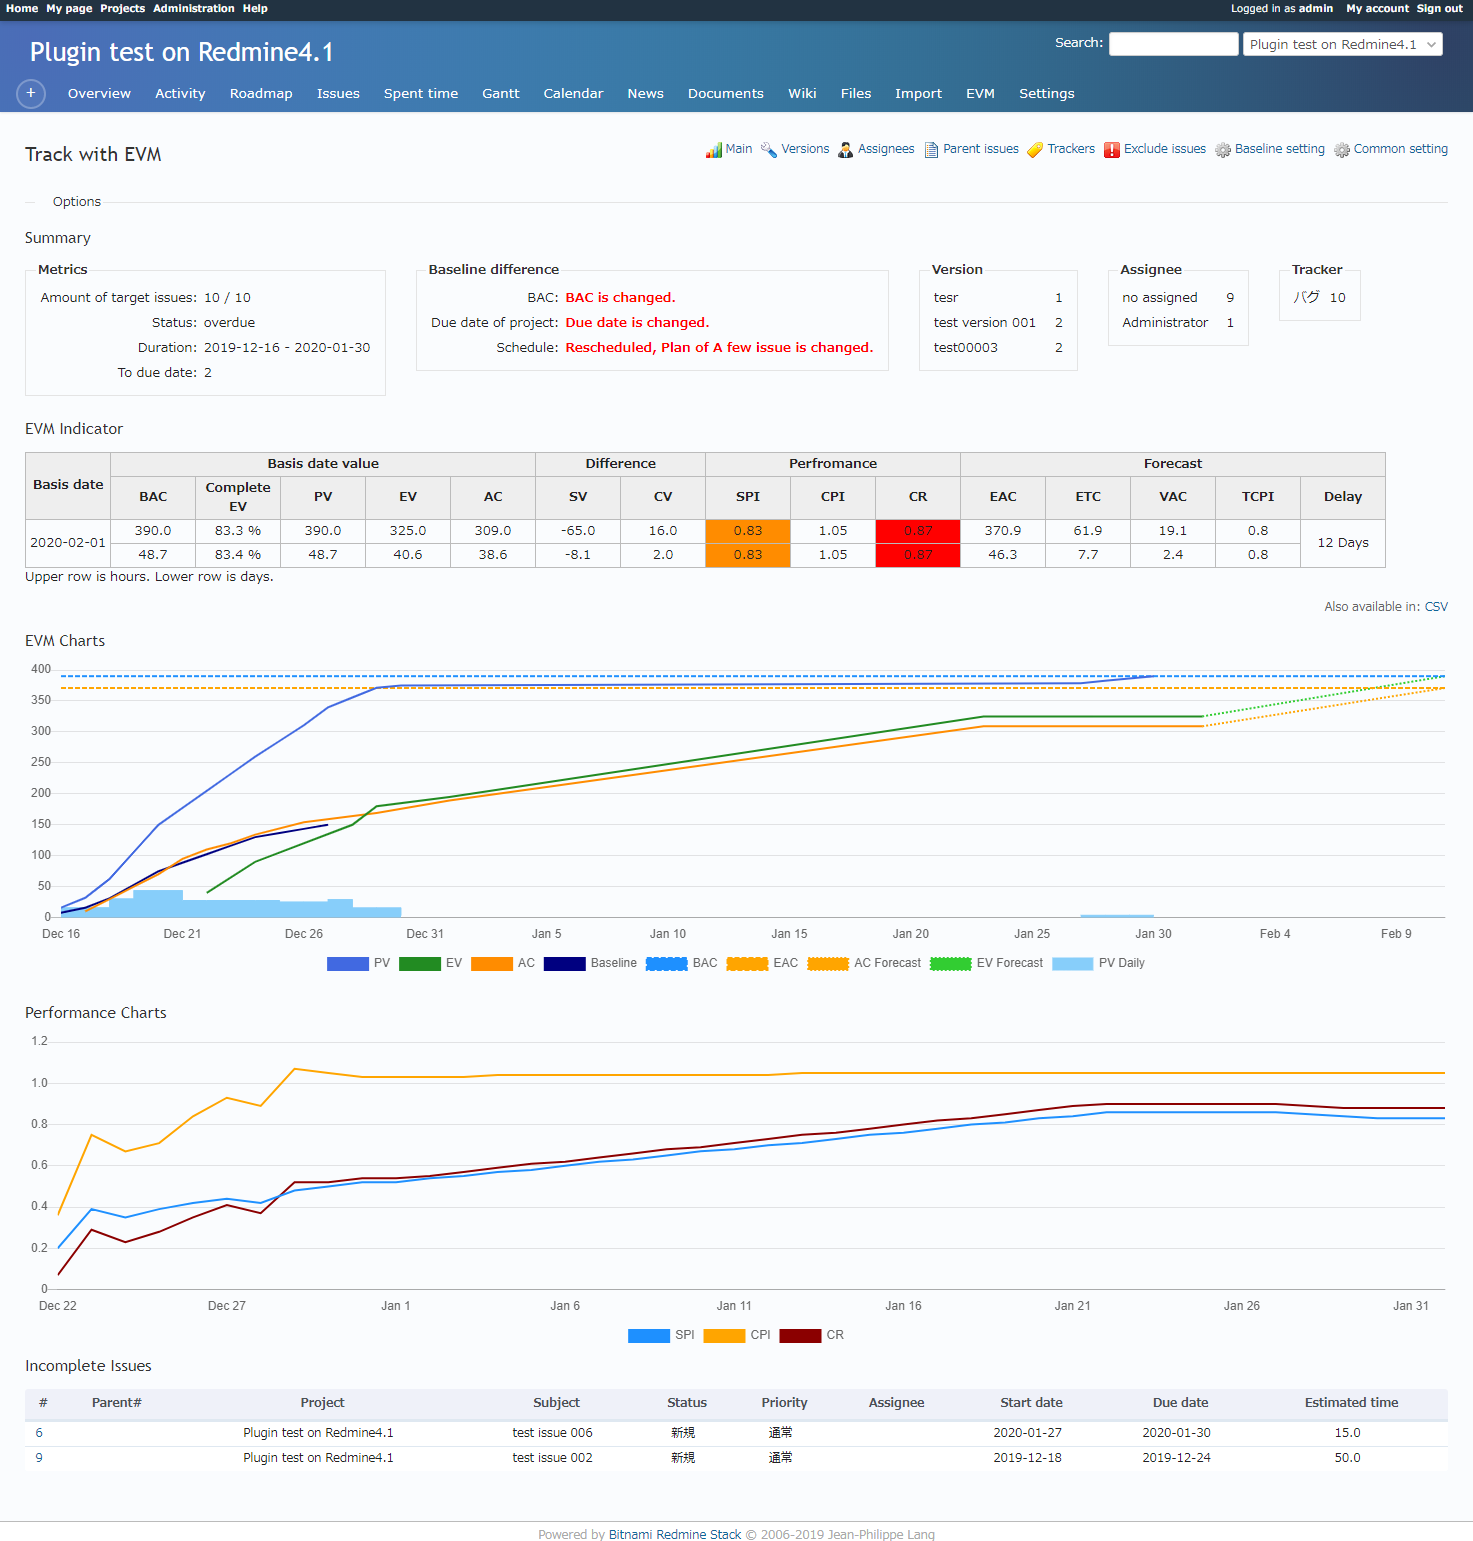 Home My page Projects Administration Help
Logged in as admin My account Sign out
Plugin test on Redmine4.1
Search: Plugin test on Redmine4.1
+ Overview Activity Roadmap Issues Spent time Gantt Calendar News Documents Wiki Files Import EVM Settings
Track with EVM
Main Versions Assignees Parent issues Trackers Exclude issues Baseline setting Common setting
Options
Summary
Metrics
Amount of target issues: 10 / 10
Status: overdue
Duration: 2019-12-16 - 2020-01-30
To due date: 2
Baseline difference
BAC: BAC is changed.
Due date of project: Due date is changed.
Schedule: Rescheduled, Plan of A few issue is changed.
Version
tesr 1
test version 001 2
test00003 2
Assignee
no assigned 9
Administrator 1
Tracker
バグ 10
EVM Indicator
Basis date Basis date value Difference Perfromance Forecast
BAC Complete EV PV EV AC SV CV SPI CPI CR EAC ETC VAC TCPI Delay
2020-02-01 390.0 83.3 % 390.0 325.0 309.0 -65.0 16.0 0.83 1.05 0.87 370.9 61.9 19.1 0.8 12 Days
48.7 83.4 % 48.7 40.6 38.6 -8.1 2.0 0.83 1.05 0.87 46.3 7.7 2.4 0.8
Upper row is hours. Lower row is days.
Also available in: CSV
EVM Charts
400
350
300
250
200
150
100
50
0
Dec 16 Dec 21 Dec 26 Dec 31 Jan 5 Jan 10 Jan 15 Jan 20 Jan 25 Jan 30 Feb 4 Feb 9
PV EV AC Baseline BAC EAC AC Forecast EV Forecast PV Daily
Performance Charts
1.2
1.0
0.8
0.6
0.4
0.2
0
Dec 22 Dec 27 Jan 1 Jan 6 Jan 11 Jan 16 Jan 21 Jan 26 Jan 31
SPI CPI CR
Incomplete Issues
# Parent# Project Subject Status Priority Assignee Start date Due date Estimated time
6 Plugin test on Redmine4.1 test issue 006 新規 通常 2020-01-27 2020-01-30 15.0
9 Plugin test on Redmine4.1 test issue 002 新規 通常 2019-12-18 2019-12-24 50.0
Powered by Bitnami Redmine Stack © 2006-2019 Jean-Philippe Lang